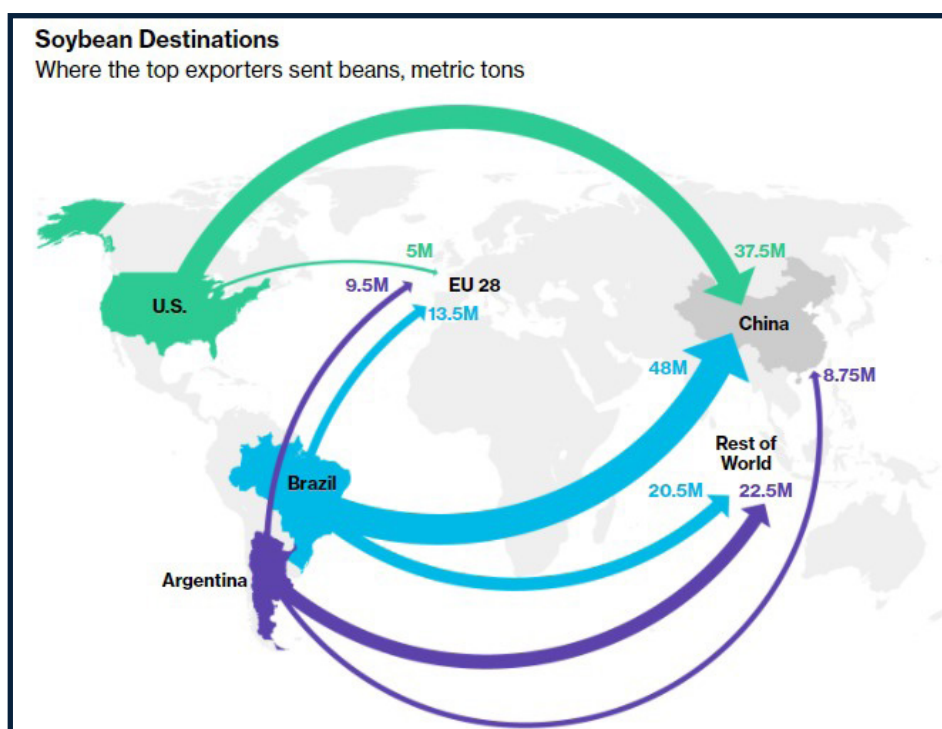 Soybean Destinations
Where the top exporters sent beans, metric tons
5M
37.5M
9.5M
EU 28
U.S.
13.5M
China
48M
8.75M
Rest of
World
Brazil
20.5M
22.5M
Argentina